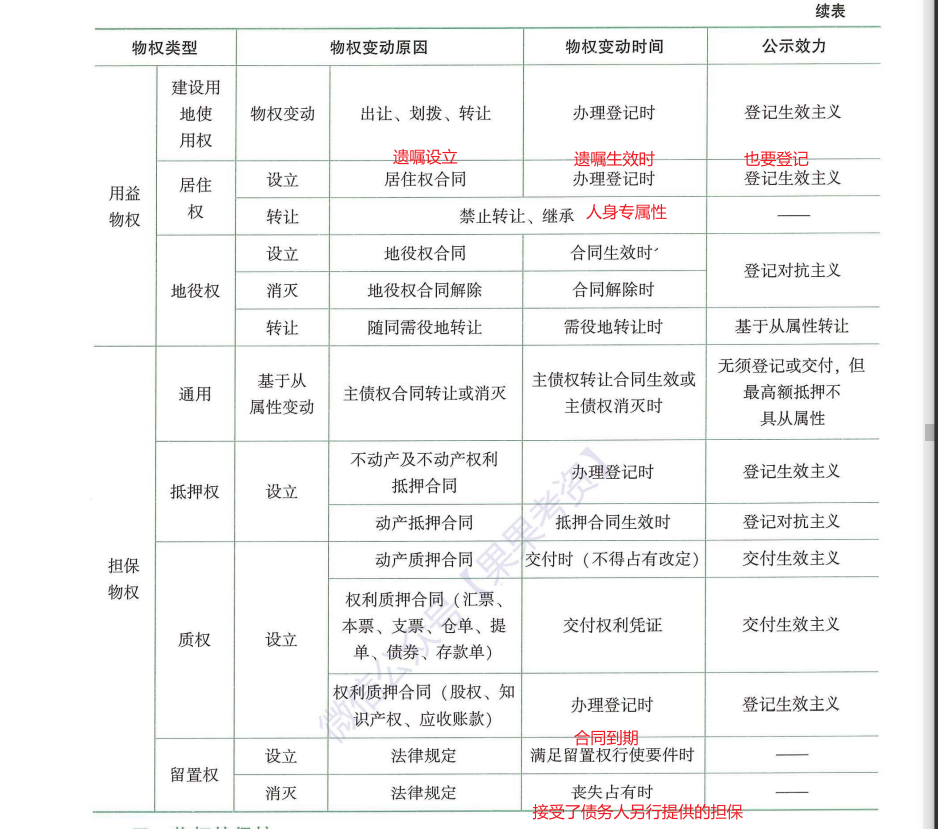 续表
物权类型 物权变动原因 物权变动时间 公示效力
用益
物权
建设用
地使
用权
物权变动 出让、划拨、转让 办理登记时 登记生效主义
遗嘱设立 遗嘱生效时 也要登记
居住
权
设立 居住权合同 办理登记时 登记生效主义
转让 禁止转让、继承 人身专属性 ——
地役权
设立 地役权合同 合同生效时
登记对抗主义
消灭 地役权合同解除 合同解除时
转让 随同需役地转让 需役地转让时 基于从属性转让
担保
物权
通用
基于从
属性变动
主债权合同转让或消灭
主债权转让合同生效或
主债权消灭时
无须登记或交付，但
最高额抵押不
具从属性
抵押权
设立
不动产及不动产权利
抵押合同
办理登记时 登记生效主义
动产抵押合同 抵押合同生效时 登记对抗主义
质权
设立
动产质押合同 交付时（不得占有改定） 交付生效主义
权利质押合同（汇票、
本票、支票、仓单、提
单、债券、存款单）
交付权利凭证 交付生效主义
权利质押合同（股权、知
识产权、应收账款）
办理登记时 登记生效主义
合同到期
留置权
设立 法律规定 满足留置权行使要件时 ——
消灭 法律规定 丧失占有时 ——
接受了债务人另行提供的担保
微信公众号【果果考资】